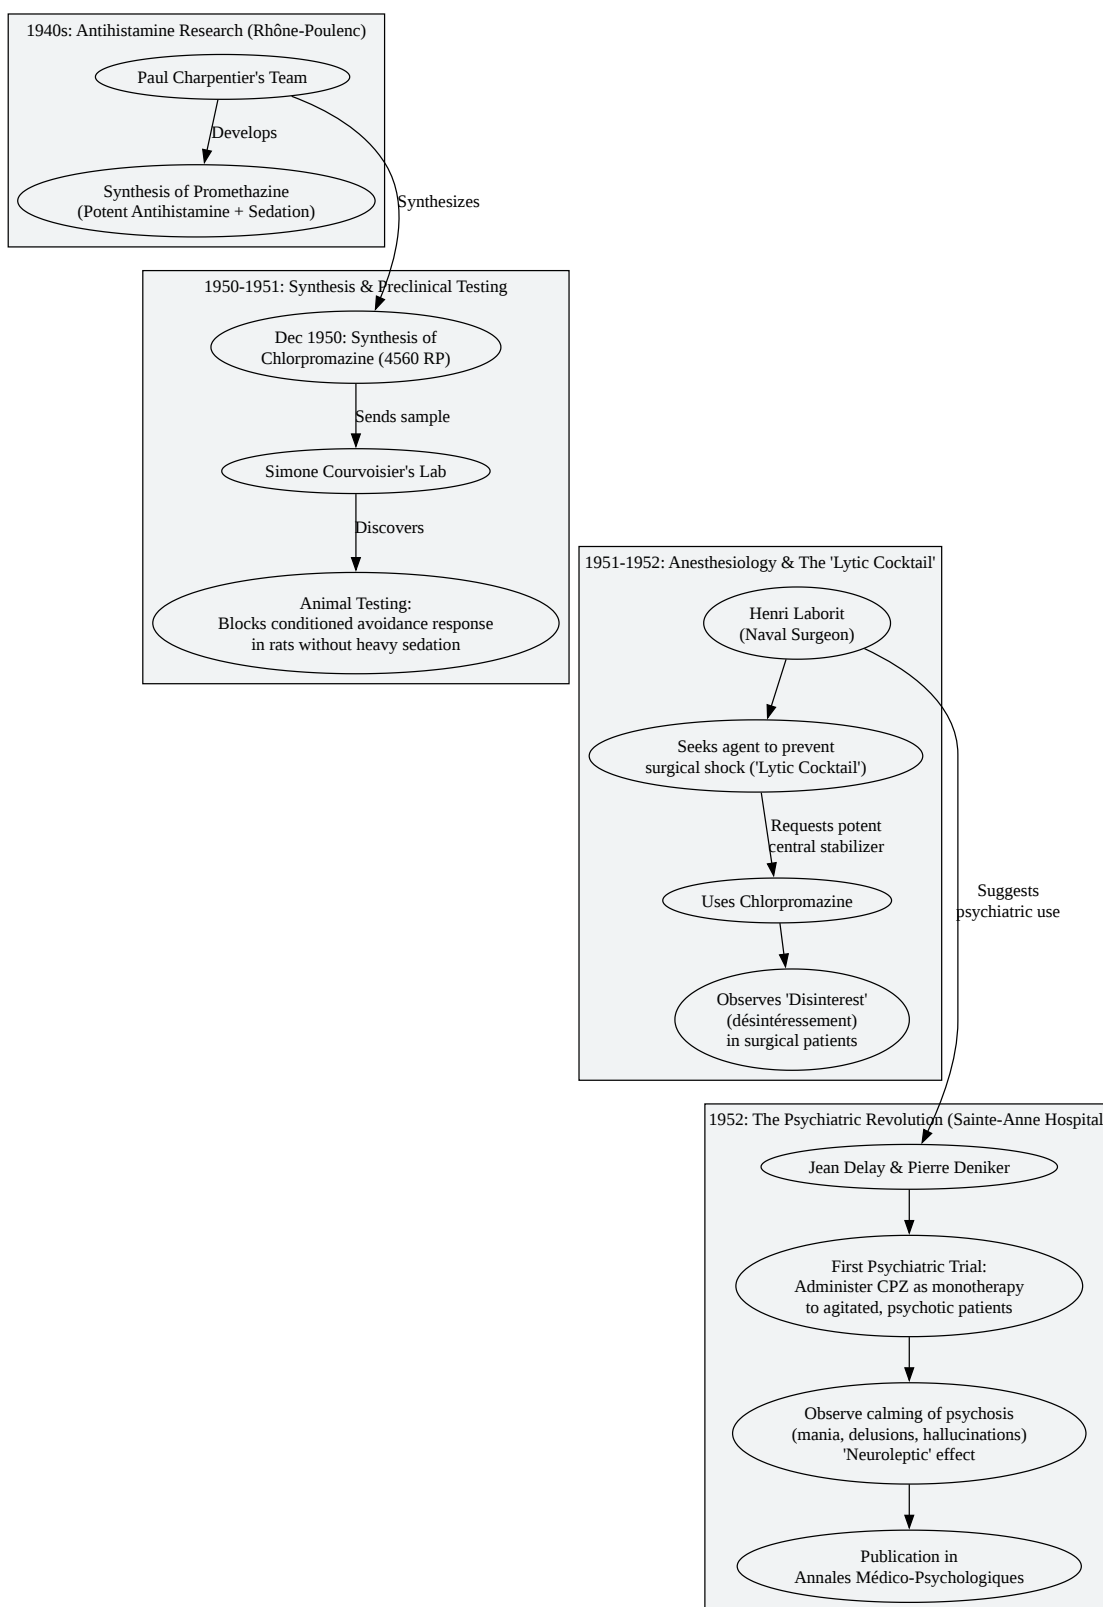 1940s: Antihistamine Research (Rhône-Poulenc)
Paul Charpentier's Team
Develops
Synthesis of Promethazine
(Potent Antihistamine + Sedation)
Synthesizes
1950-1951: Synthesis & Preclinical Testing
Dec 1950: Synthesis of
Chlorpromazine (4560 RP)
Sends sample
Simone Courvoisier's Lab
Discovers
Animal Testing:
Blocks conditioned avoidance response
in rats without heavy sedation
1951-1952: Anesthesiology & The 'Lytic Cocktail'
Henri Laborit
(Naval Surgeon)
Seeks agent to prevent
surgical shock ('Lytic Cocktail')
Requests potent
central stabilizer
Uses Chlorpromazine
Suggests
psychiatric use
Observes 'Disinterest'
(désintéressement)
in surgical patients
1952: The Psychiatric Revolution (Sainte-Anne Hospital
Jean Delay & Pierre Deniker
First Psychiatric Trial:
Administer CPZ as monotherapy
to agitated, psychotic patients
Observe calming of psychosis
(mania, delusions, hallucinations)
'Neuroleptic' effect
Publication in
Annales Médico-Psychologiques